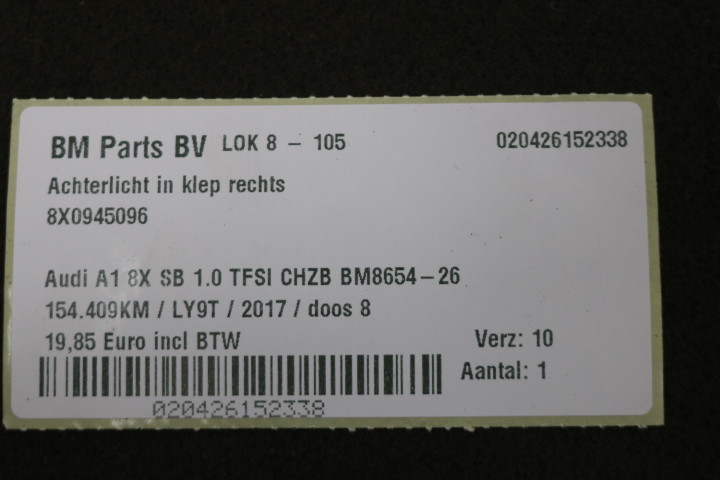 BM Parts BV LOK 8 - 105 020426152338
Achterlicht in klep rechts
8X0945096
Audi A1 8X SB 1.0 TFSI CHZB BM8654-26
154.409KM / LY9T / 2017 / doos 8
19,85 Euro incl BTW Verz: 10
Aantal: 1
020426152338